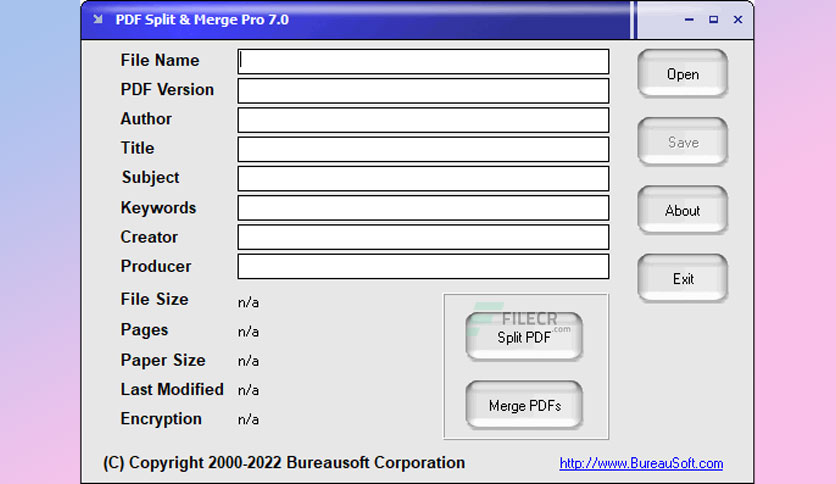 PDF Split & Merge Pro 7.0
File Name
PDF Version
Author
Title
Subject
Keywords
Creator
Producer
File Size n/a
Pages n/a
Paper Size n/a
Last Modified n/a
Encryption n/a
Open
Save
About
Exit
FILECR
.com
Split PDF
Merge PDFs
(C) Copyright 2000-2022 Bureausoft Corporation
http://www.BureauSoft.com